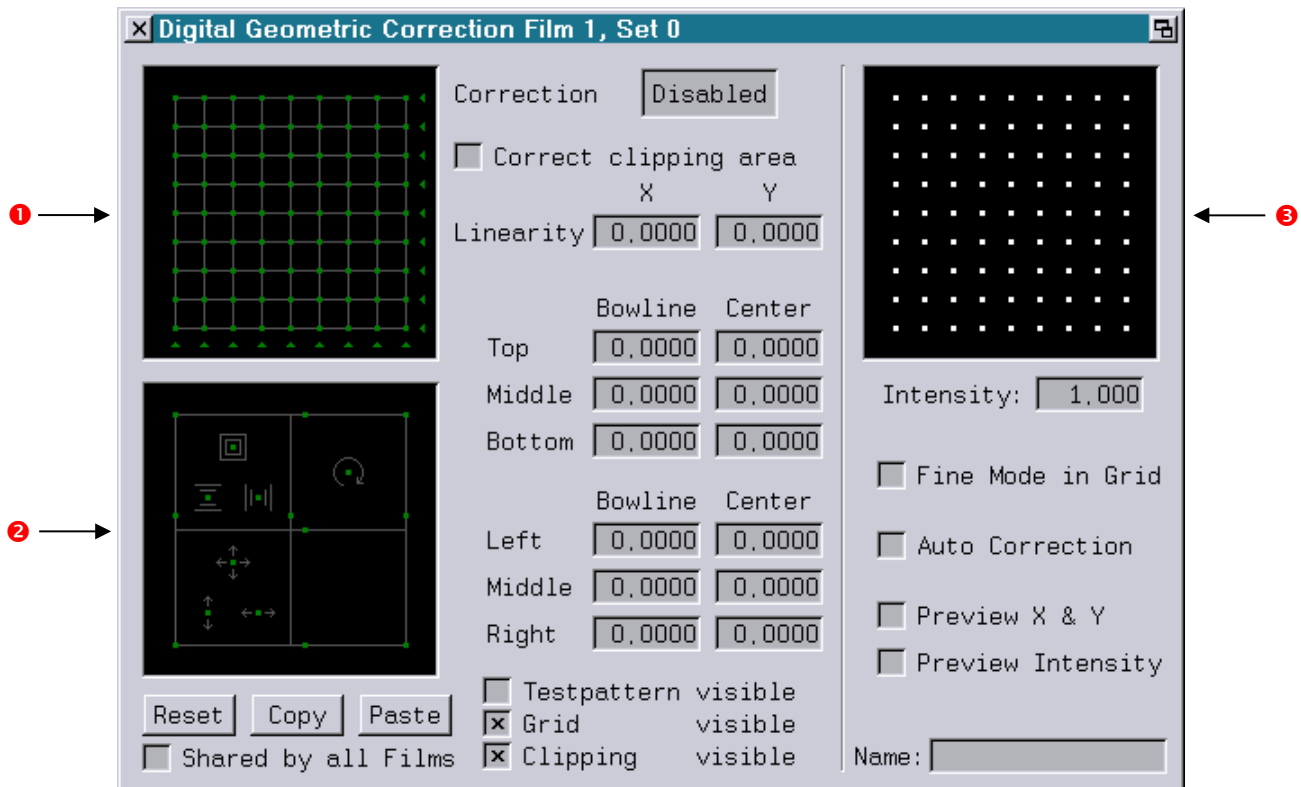 Digital Geometric Correction Film 1, Set 0
Correction Disabled
Correct clipping area
X Y
Linearity 0,0000 0,0000
Bowline Center
Top 0,0000 0,0000
Middle 0,0000 0,0000
Bottom 0,0000 0,0000
Bowline Center
Left 0,0000 0,0000
Middle 0,0000 0,0000
Right 0,0000 0,0000
Testpattern visible
Grid visible
Clipping visible
Reset Copy Paste
Shared by all Films
Intensity: 1,000
Fine Mode in Grid
Auto Correction
Preview X & Y
Preview Intensity
Name:
1
2
3